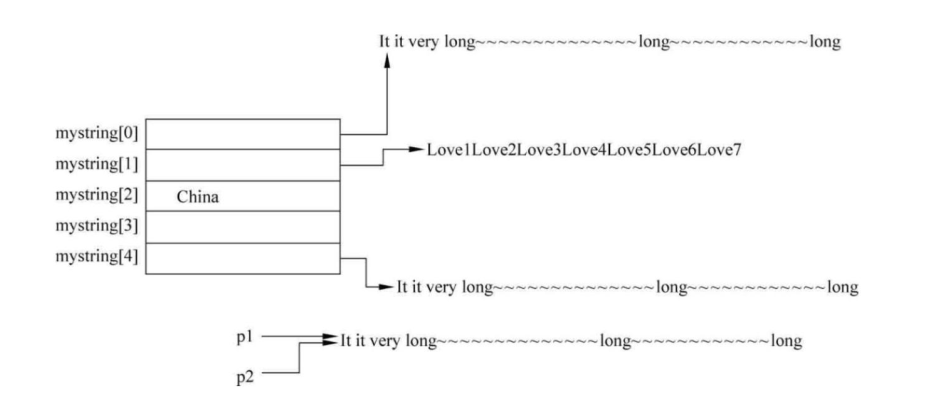 It it very long~~~~~~~~~~~~~~long~~~~~~~~~~~~long
mystring[0]
mystring[1]
Love1Love2Love3Love4Love5Love6Love7
mystring[2]
China
mystring[3]
mystring[4]
It it very long~~~~~~~~~~~~~~long~~~~~~~~~~~~long
p1
It it very long~~~~~~~~~~~~~~long~~~~~~~~~~~~long
p2